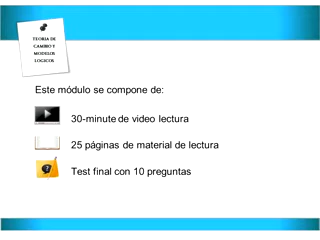 TEORIA DE
CAMBIO Y
MODELOS
LOGICOS
Este módulo se compone de:
30-minute de video lectura
25 páginas de material de lectura
Test final con 10 preguntas